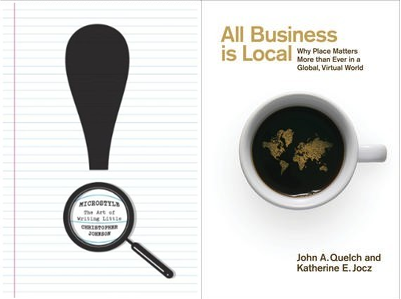 MICROSTYLE
The Art of
Writing Little
CHRISTOPHER
JOHNSON
All Business
is Local
Why Place Matters
More than Ever in a
Global, Virtual World
John A. Quelch and
Katherine E. Jocz